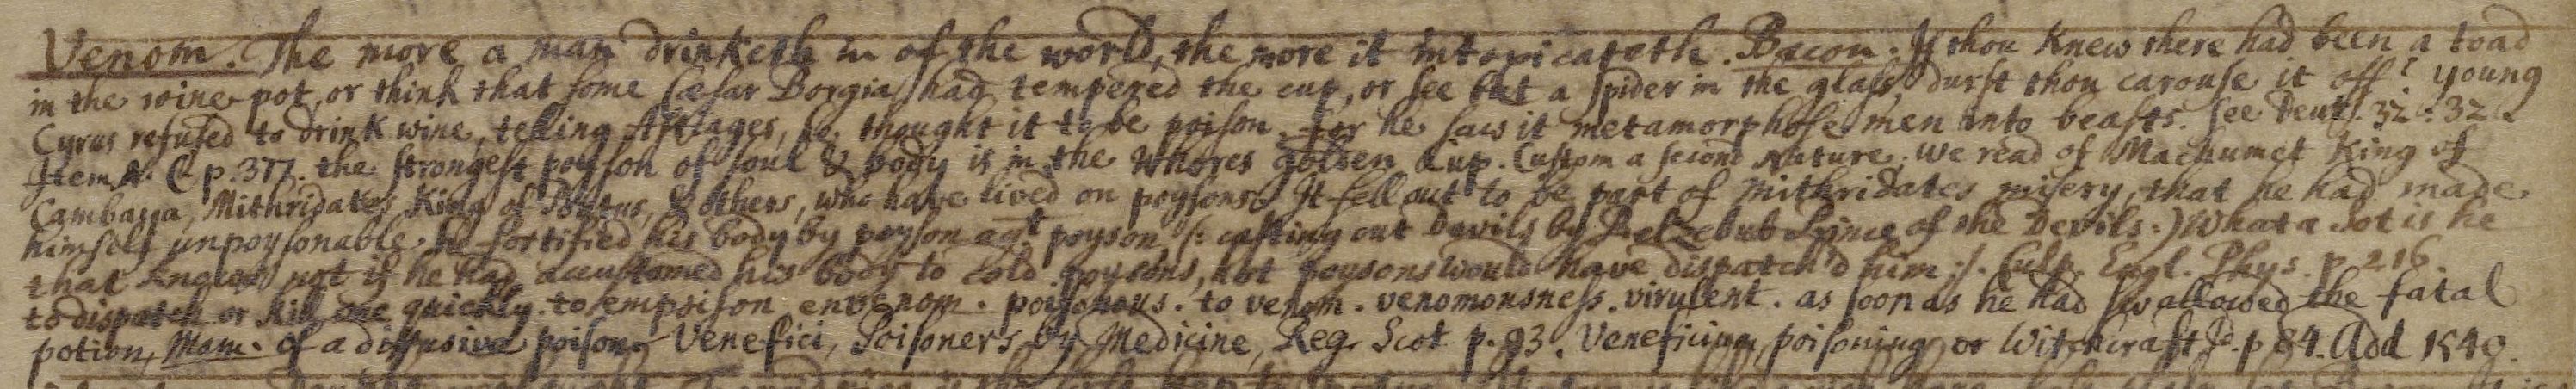 Venom. The more a man drinketh in of the world, the more it intoxicateth. Bacon. If thou knew there had been a toad
in the wine pot, or think that some Cæsar Borgia had tempered the cup, or see but a spider in the glass, durst thou carouse it off? Young
Cyrus refused to drink wine, telling Astiages, he thought it to be poison, for he saw it metamorphose men into beasts. See Deut. 32. 32.
Item A. C p. 377. the strongest poyson of soul & body is in the Whores golden cup. Custom a second Nature. We read of Machumet King of
Cambaya, Mithridates King of Pontus, & others, who have lived on poysons. It fell out to be part of Mithridates misery, that he had made
himself unpoysonable. he fortified his body by poyson agt poyson (: casting out Devils by Belzebub Prince of the Devils :) What a Sot is he
that knows not if he had accustomed his body to cold poysons, hot poysons would have dispatch'd him :/. Culp. Engl. Phys. p. 216.
to dispatch or kill one quickly. to empoison envenom. poisonous. to venom. venomousness. virulent. as soon as he had swallowed the fatal
potion, Mam. of a diffusive poison. Venefici, Poisoners by Medicine, Reg. Scot p. 93. Veneficium, poisoning or Witchcraft Id. p 84. Add 1549.